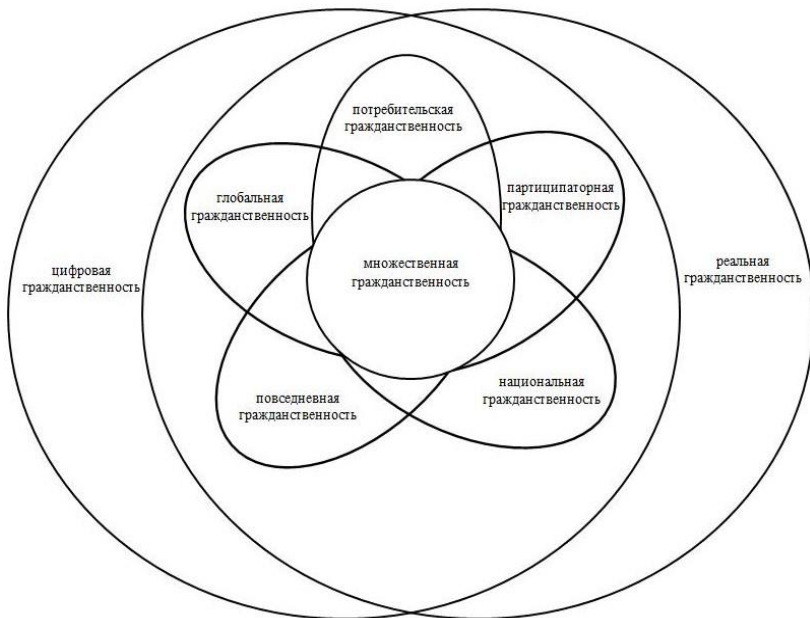 потребительская
гражданственность
глобальная
гражданственность
партиципаторная
гражданственность
цифровая
гражданственность
множественная
гражданственность
реальная
гражданственность
повседневная
гражданственность
национальная
гражданственность